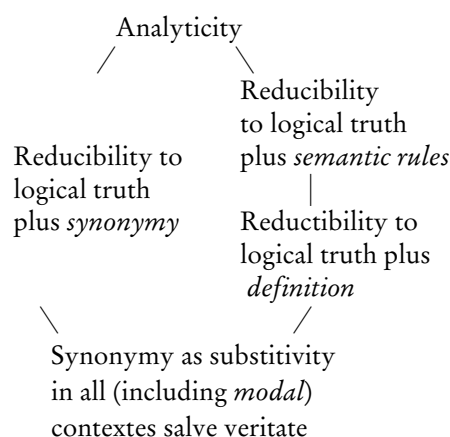 Analyticity
Reducibility
to logical truth
plus semantic rules
Reducibility to
logical truth
plus synonymy
Reductibility to
logical truth plus
definition
Synonymy as substitivity
in all (including modal)
contextes salve veritate